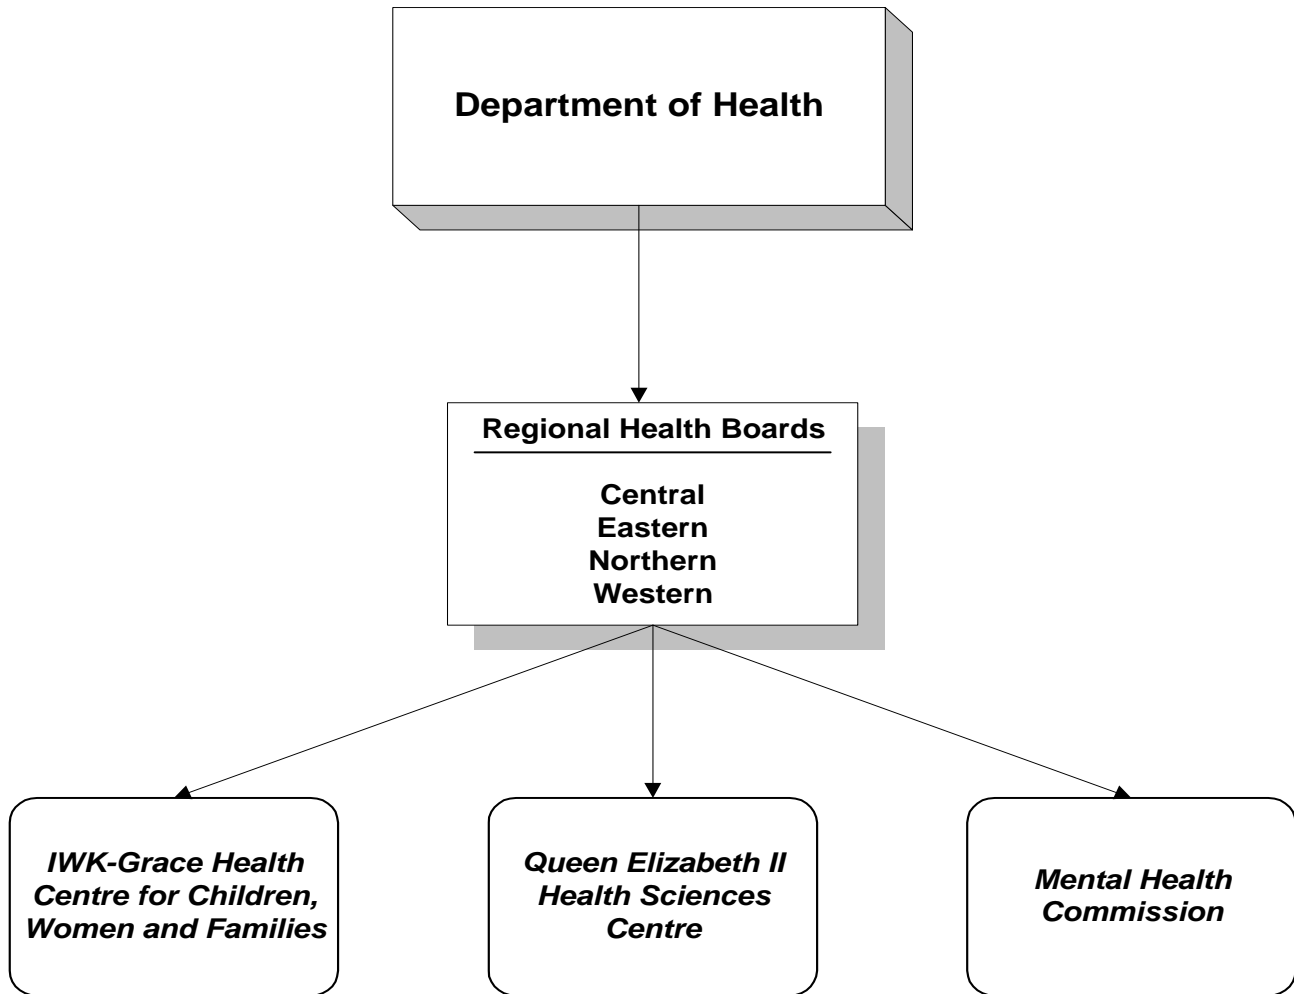 Department of Health
Regional Health Boards
Central
Eastern
Northern
Western
IWK-Grace Health
Centre for Children,
Women and Families
Queen Elizabeth II
Health Sciences
Centre
Mental Health
Commission